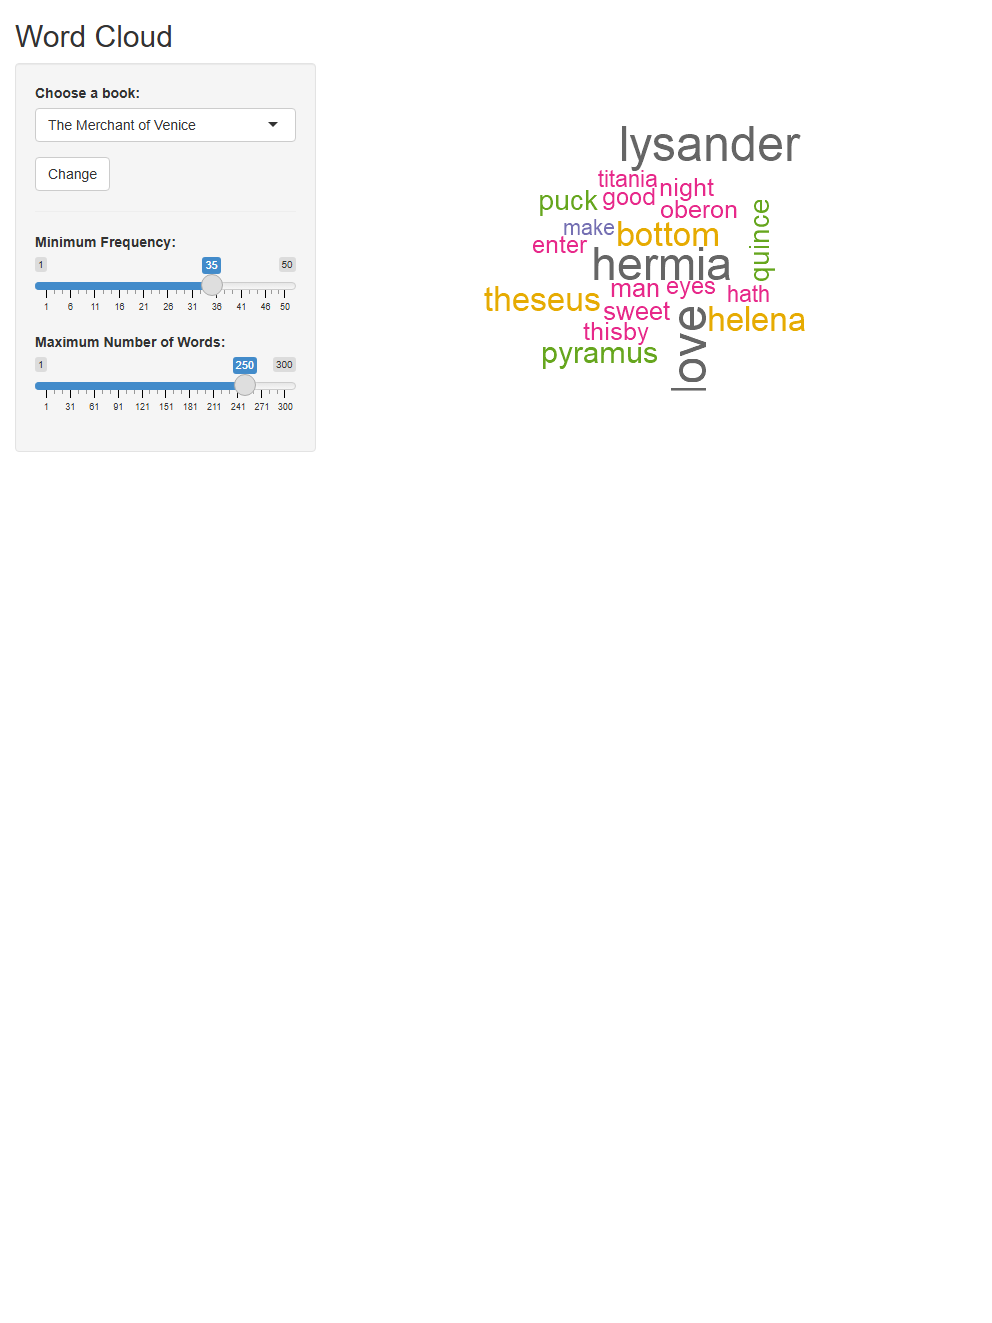 Word Cloud
Choose a book:
The Merchant of Venice
Change
Minimum Frequency:
1 35 50
1 6 11 16 21 26 31 36 41 46 50
Maximum Number of Words:
1 250 300
1 31 61 91 121 151 181 211 241 271 300
lysander
titania
night
puck
good
oberon
quince
make
bottom
enter
hermia
man
eyes
hath
theseus
sweet
love
helena
thisby
pyramus